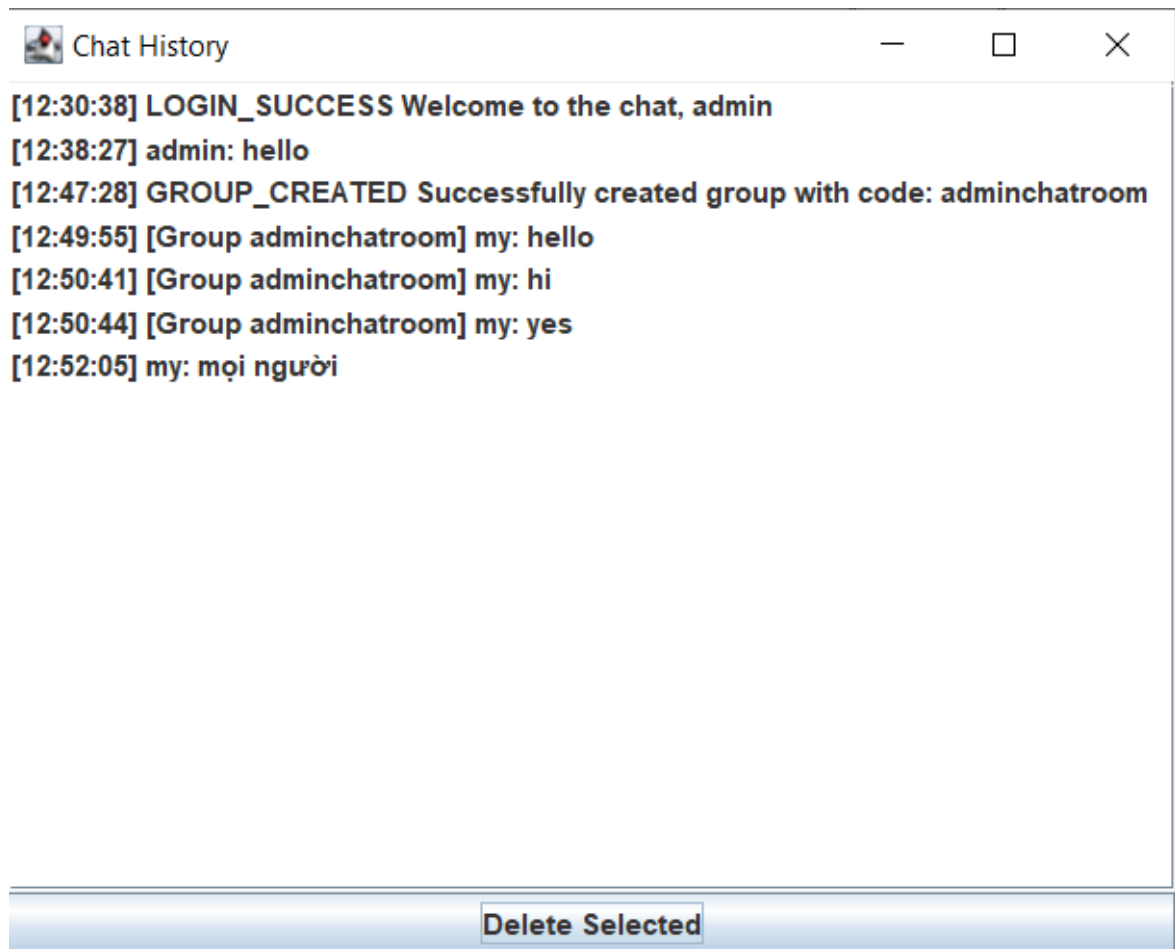 Chat History
[12:30:38] LOGIN_SUCCESS Welcome to the chat, admin
[12:38:27] admin: hello
[12:47:28] GROUP_CREATED Successfully created group with code: adminchatroom
[12:49:55] [Group adminchatroom] my: hello
[12:50:41] [Group adminchatroom] my: hi
[12:50:44] [Group adminchatroom] my: yes
[12:52:05] my: mọi người
Delete Selected